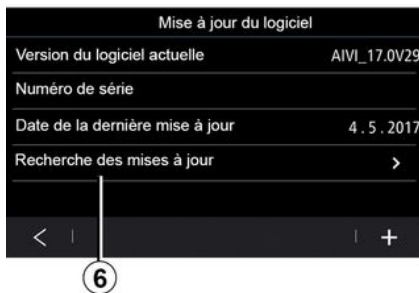 Mise à jour du logiciel
Version du logiciel actuelle AIVI_17.0V29
Numéro de série
Date de la dernière mise à jour 4.5.2017
Recherche des mises à jour >
< +
6